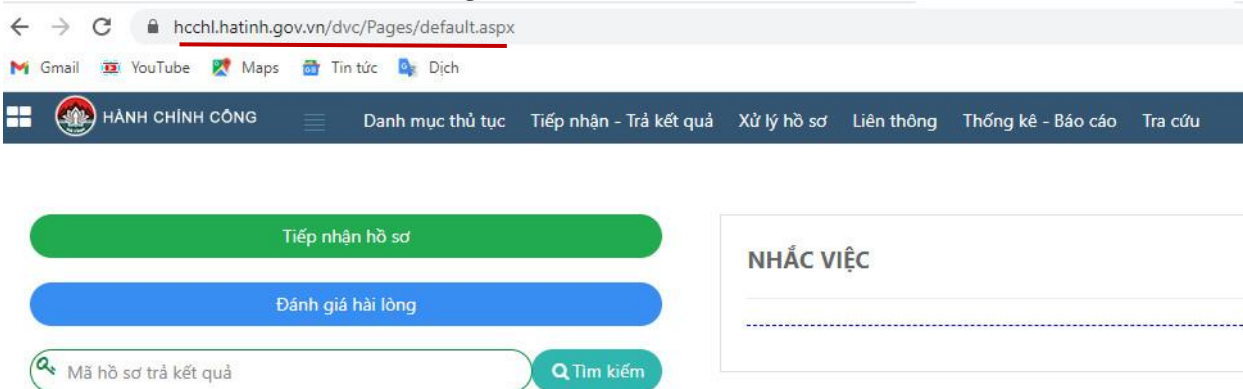 hcchl.hatinh.gov.vn/dvc/Pages/default.aspx
Gmail YouTube Maps Tin tức Dịch
HÀNH CHÍNH CÔNG Danh mục thủ tục Tiếp nhận - Trả kết quả Xử lý hồ sơ Liên thông Thống kê - Báo cáo Tra cứu
Tiếp nhận hồ sơ
Đánh giá hài lòng
Mã hồ sơ trả kết quả Tìm kiếm
NHẮC VIỆC